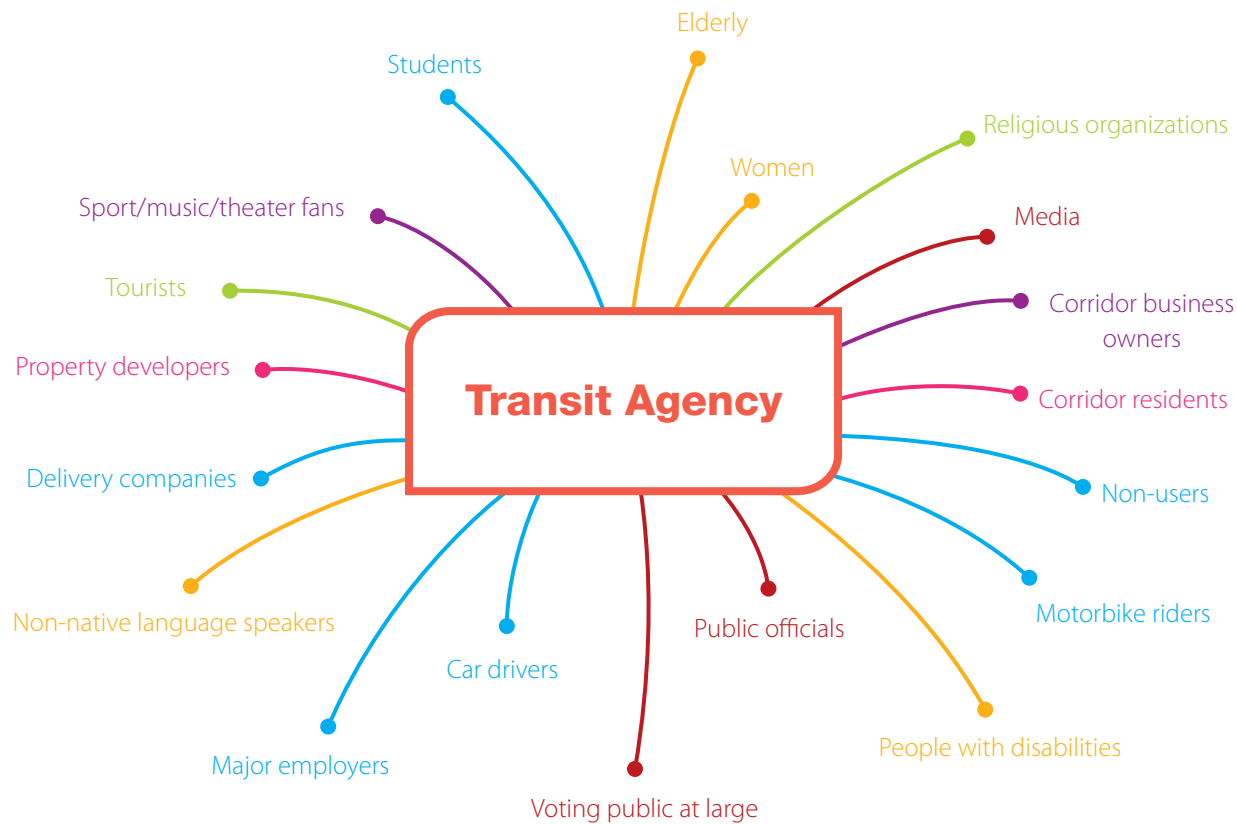 Elderly
Students
Religious organizations
Women
Sport/music/theater fans
Media
Tourists
Corridor business
owners
Property developers
Transit Agency
Corridor residents
Delivery companies
Non-users
Non-native language speakers
Motorbike riders
Public officials
Car drivers
People with disabilities
Major employers
Voting public at large